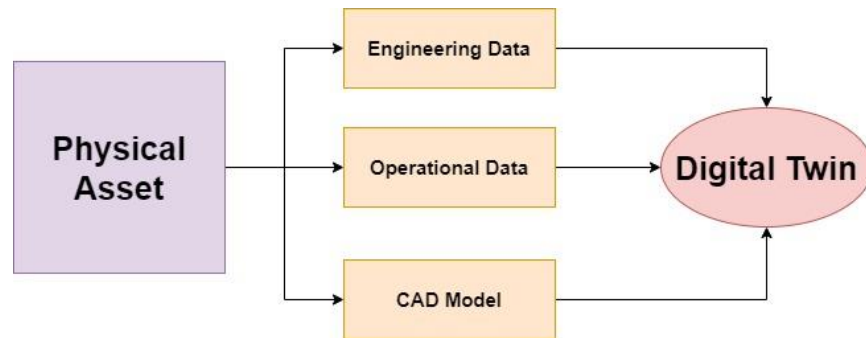 Physical
Asset
Engineering Data
Operational Data
CAD Model
Digital Twin